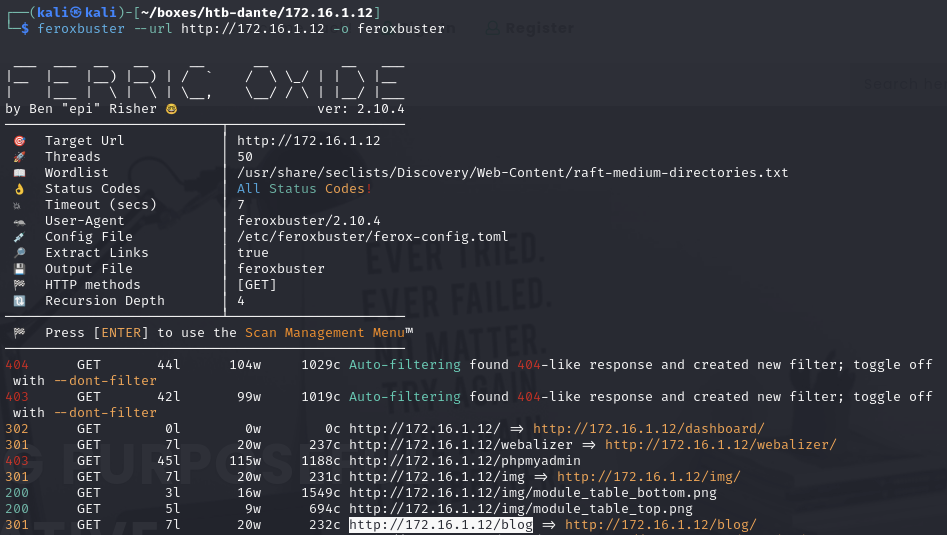 ┌──(kali㉿kali)-[~/boxes/htb-dante/172.16.1.12]
└─$ feroxbuster --url http://172.16.1.12 -o feroxbuster
Register
Search
FERRIC OXIDE
by Ben "epi" Risher 🤓 ver: 2.10.4
🎯 Target Url │ http://172.16.1.12
🚀 Threads │ 50
📖 Wordlist │ /usr/share/seclists/Discovery/Web-Content/raft-medium-directories.txt
👌 Status Codes │ All Status Codes!
💥 Timeout (secs) │ 7
🦡 User-Agent │ feroxbuster/2.10.4
💉 Config File │ /etc/feroxbuster/ferox-config.toml
🔎 Extract Links │ true
💾 Output File │ feroxbuster
🏁 HTTP methods │ [GET]
🔃 Recursion Depth │ 4
🏁 Press [ENTER] to use the Scan Management Menu™
404 GET 44l 104w 1029c Auto-filtering found 404-like response and created new filter; toggle off
with --dont-filter
403 GET 42l 99w 1019c Auto-filtering found 404-like response and created new filter; toggle off
with --dont-filter
302 GET 0l 0w 0c http://172.16.1.12/ => http://172.16.1.12/dashboard/
301 GET 7l 20w 237c http://172.16.1.12/webalizer => http://172.16.1.12/webalizer/
403 GET 45l 115w 1188c http://172.16.1.12/phpmyadmin
301 GET 7l 20w 231c http://172.16.1.12/img => http://172.16.1.12/img/
200 GET 3l 16w 1549c http://172.16.1.12/img/module_table_bottom.png
200 GET 5l 9w 694c http://172.16.1.12/img/module_table_top.png
301 GET 7l 20w 232c http://172.16.1.12/blog => http://172.16.1.12/blog/
EVER TRIED.
EVER FAILED.
NO MATTER.
TRY AGAIN